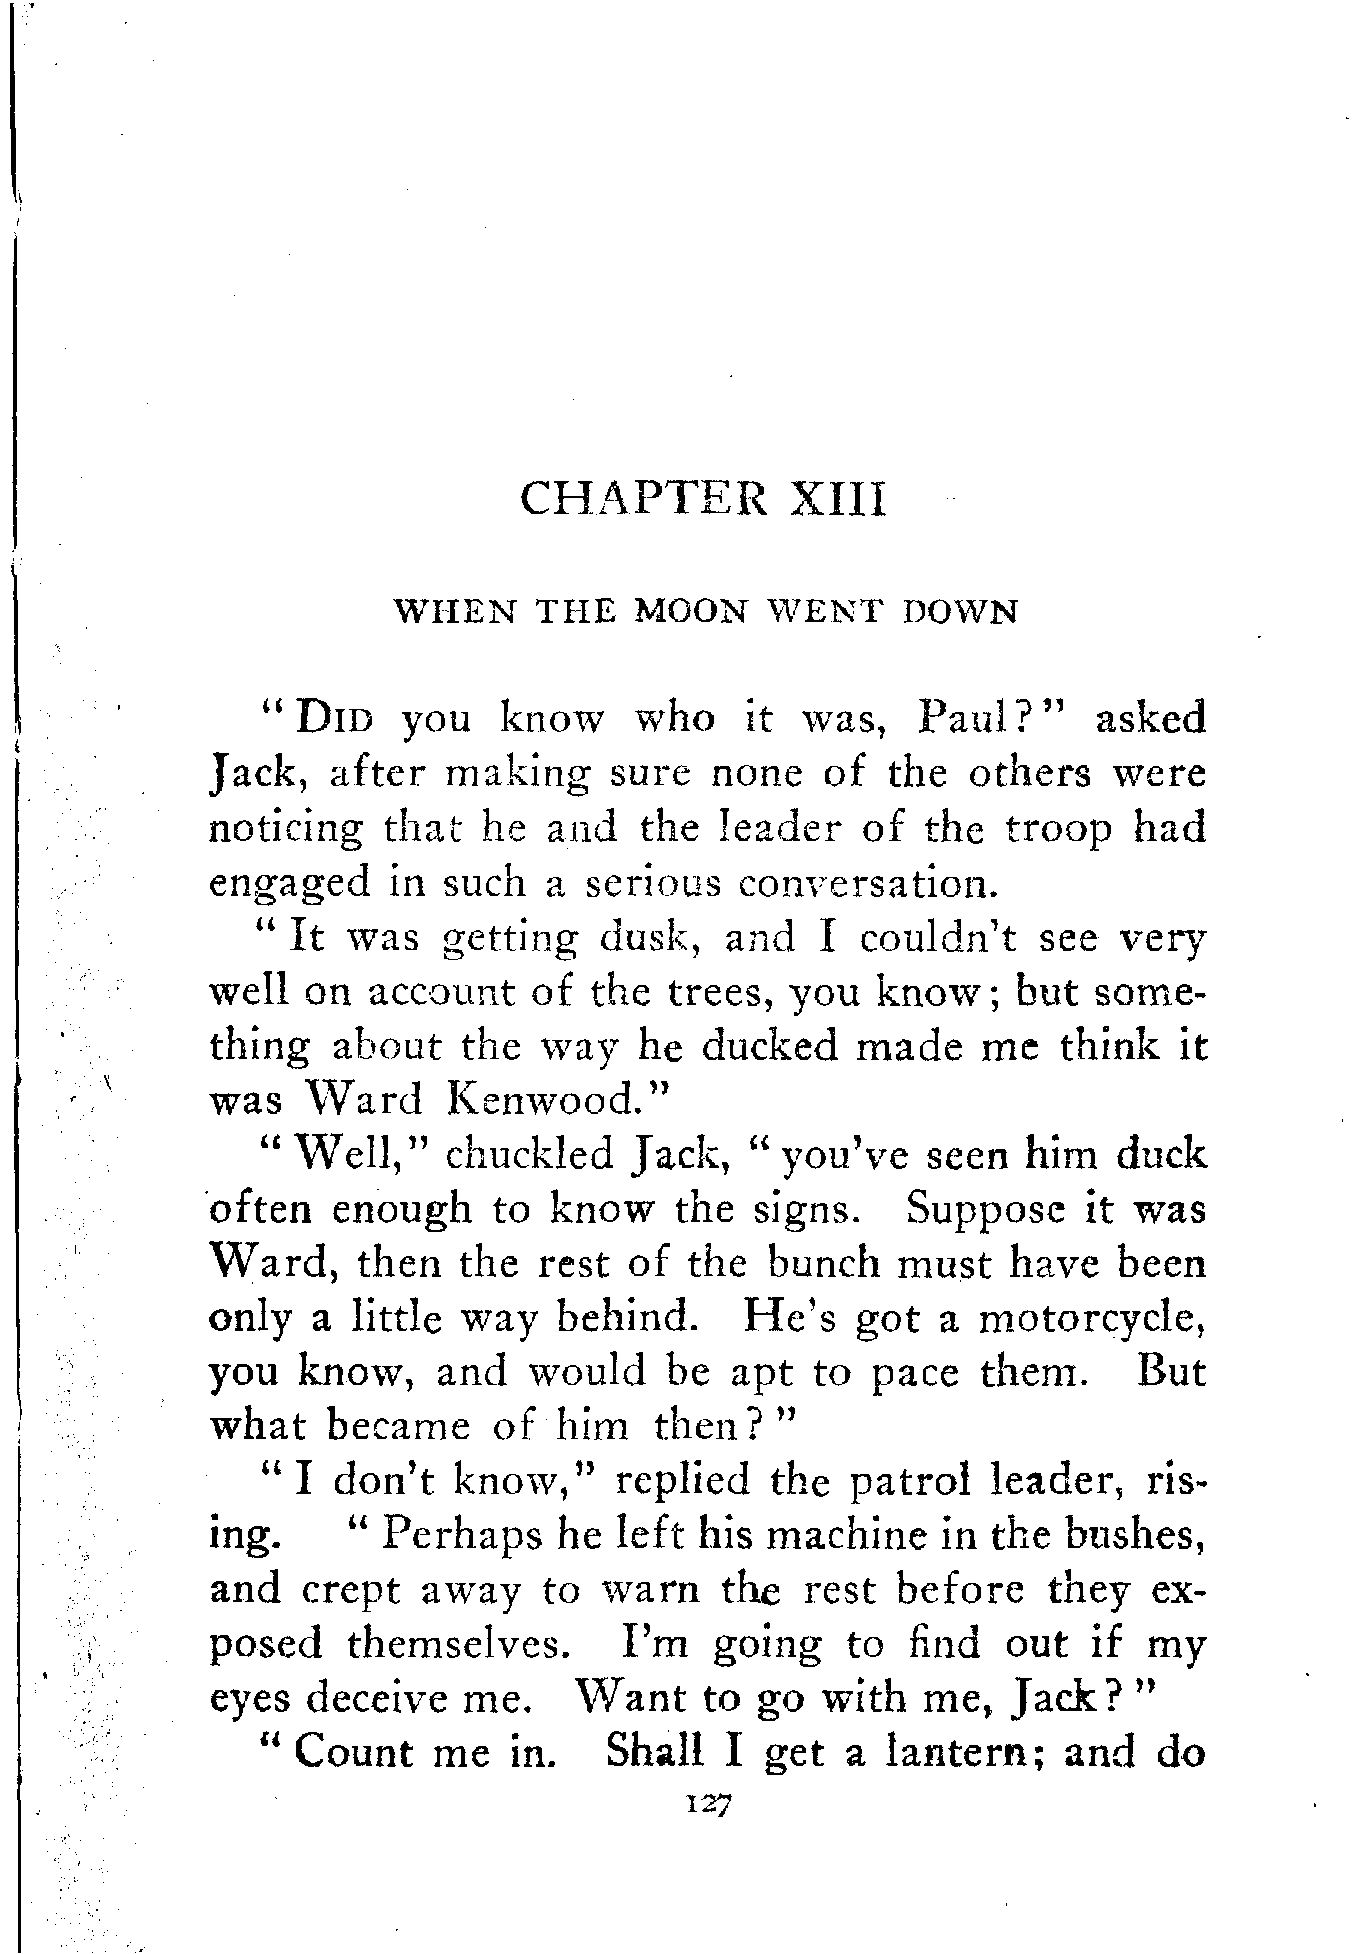 CHAPTER XIII
WHEN THE MOON WENT DOWN
" DID you know who it was, Paul? " asked
Jack, after making sure none of the others were
noticing that he and the leader of the troop had
engaged in such a serious conversation.
" It was getting dusk, and I couldn't see very
well on account of the trees, you know; but some-
thing about the way he ducked made me think it
was Ward Kenwood."
" Well," chuckled Jack, " you've seen him duck
often enough to know the signs. Suppose it was
Ward, then the rest of the bunch must have been
only a little way behind. He's got a motorcycle,
you know, and would be apt to pace them. But
what became of him then? "
" I don't know," replied the patrol leader, ris-
ing. " Perhaps he left his machine in the bushes,
and crept away to warn the rest before they ex-
posed themselves. I'm going to find out if my
eyes deceive me. Want to go with me, Jack? "
" Count me in. Shall I get a lantern; and do
127